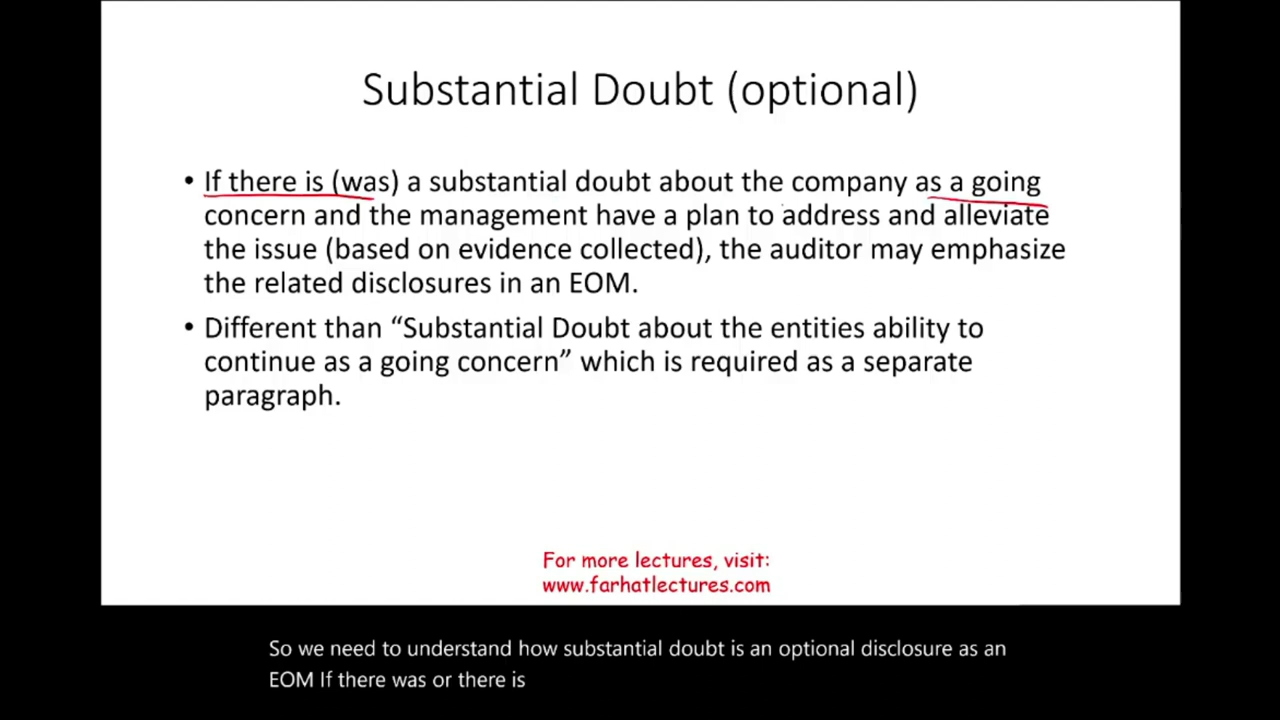 Substantial Doubt (optional)
• If there is (was) a substantial doubt about the company as a going
concern and the management have a plan to address and alleviate
the issue (based on evidence collected), the auditor may emphasize
the related disclosures in an EOM.
• Different than “Substantial Doubt about the entities ability to
continue as a going concern” which is required as a separate
paragraph.
For more lectures, visit:
www.farhatlectures.com
So we need to understand how substantial doubt is an optional disclosure as an
EOM If there was or there is